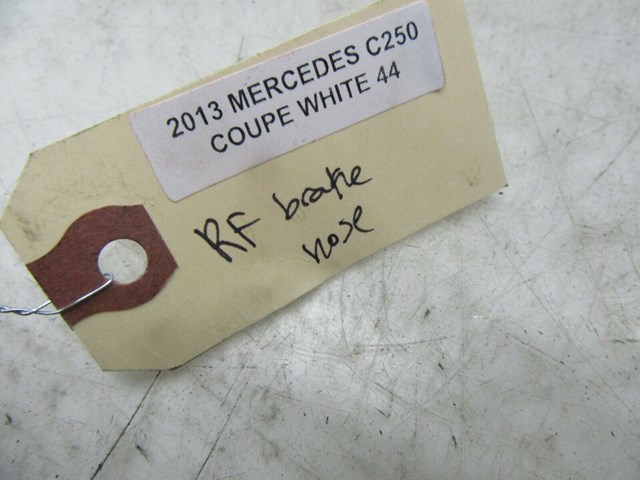 2013 MERCEDES C250
COUPE WHITE 44
RF brake
hose